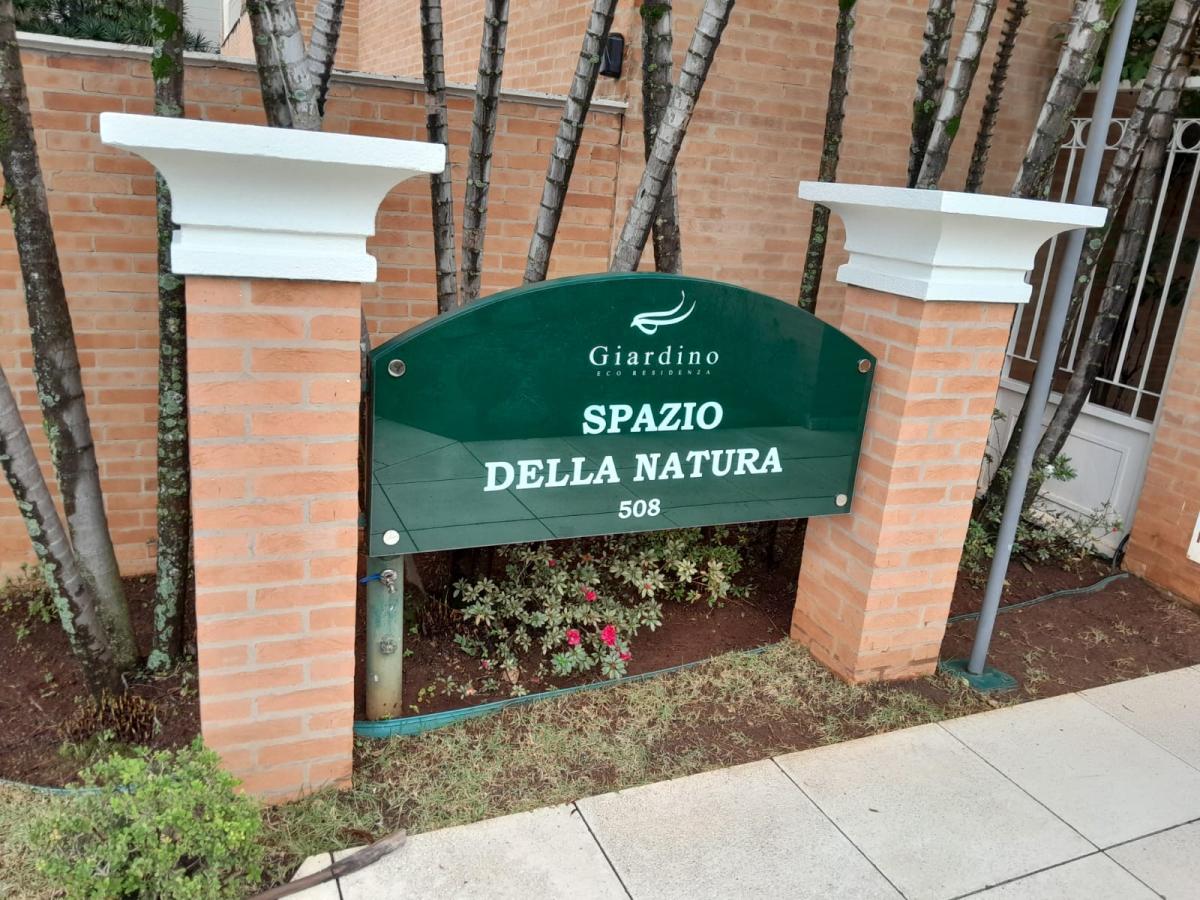 Giardino
ECO RESIDENZA
SPAZIO
DELLA NATURA
508